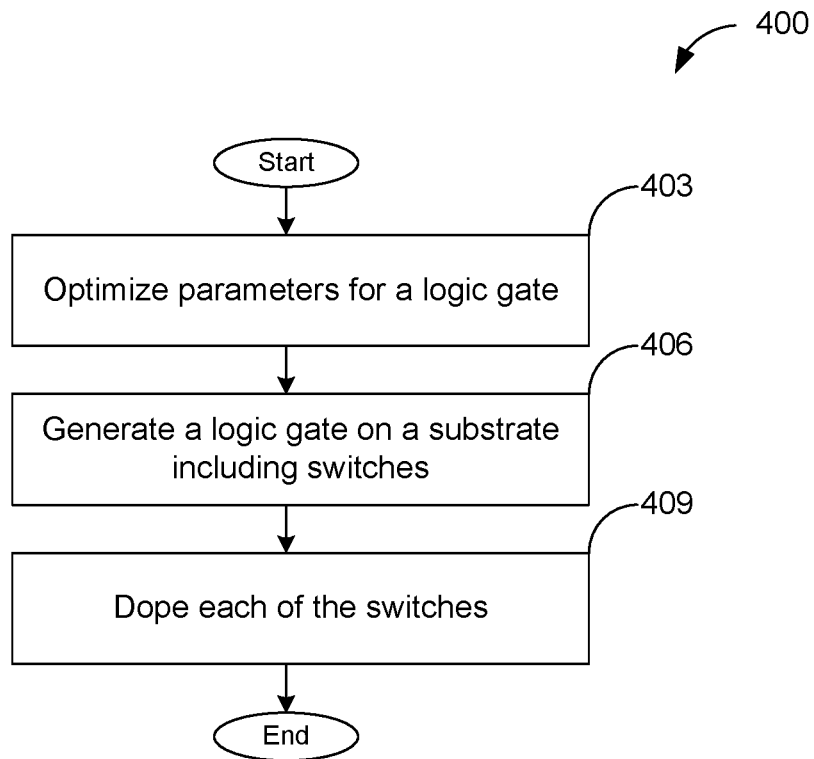 400
Start
403
Optimize parameters for a logic gate
406
Generate a logic gate on a substrate
including switches
409
Dope each of the switches
End